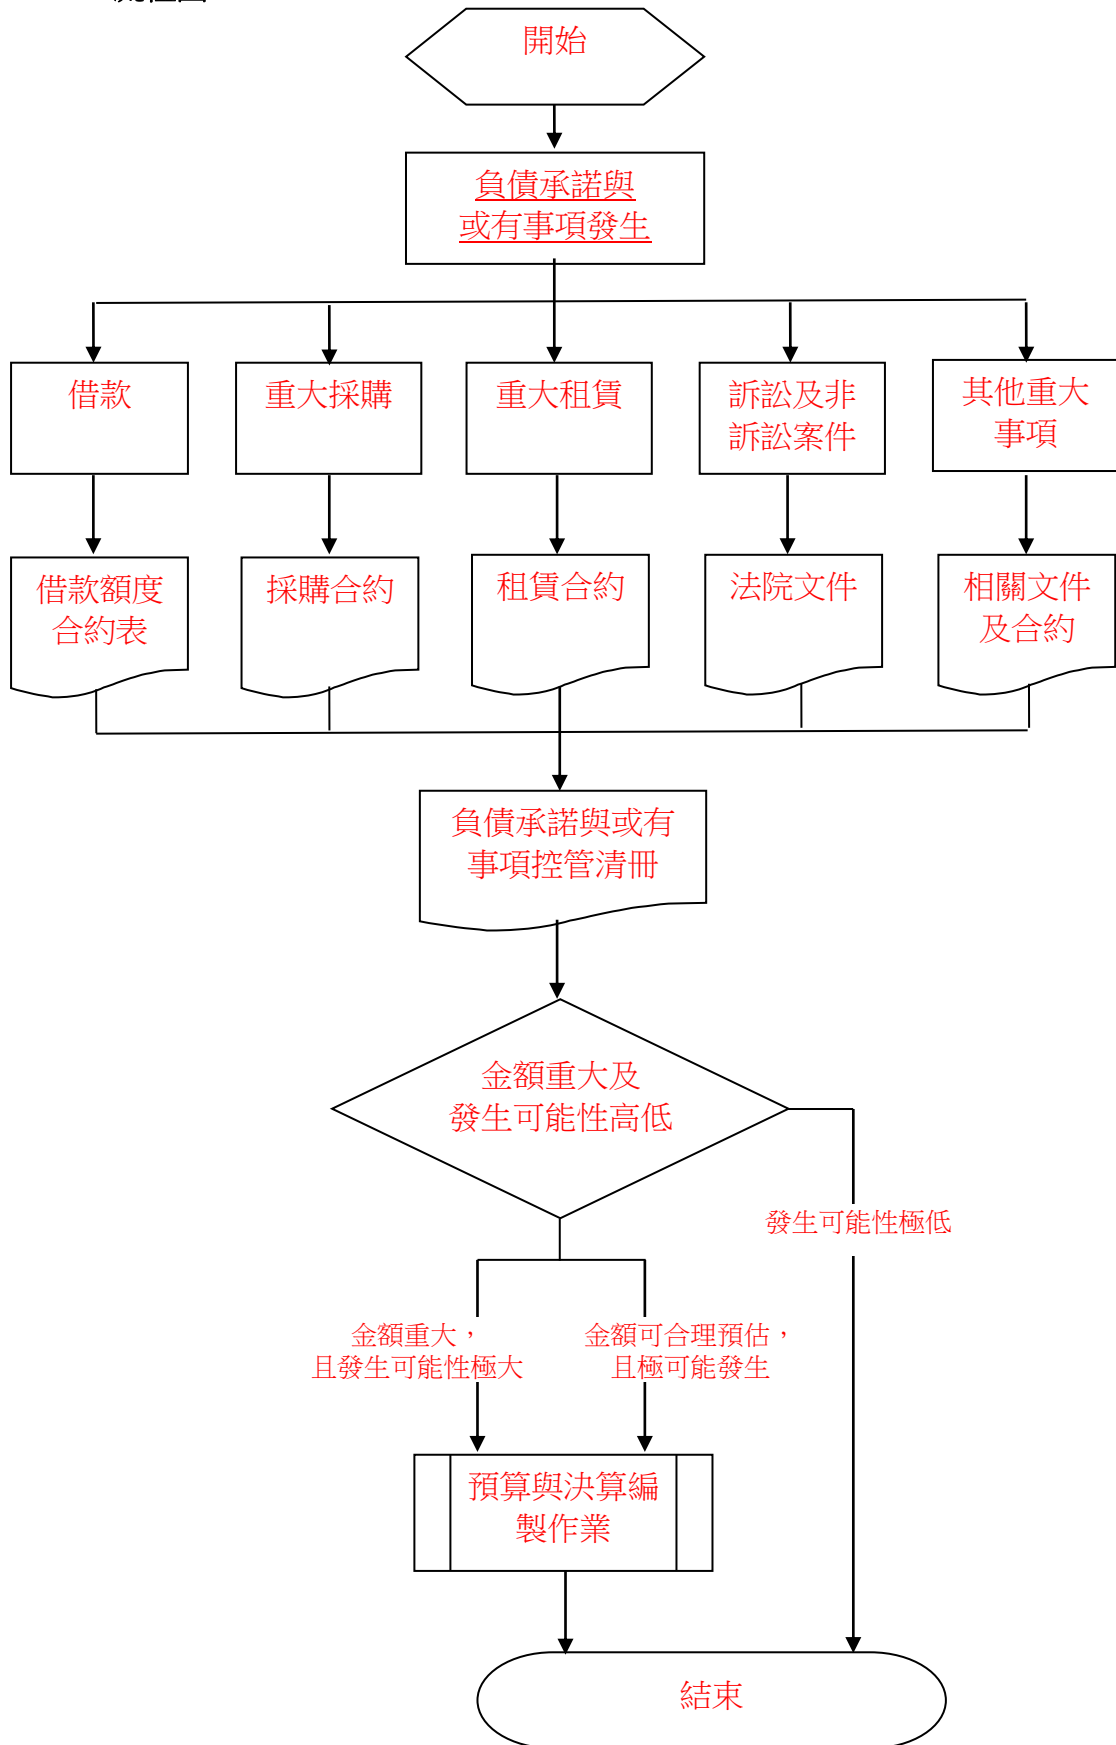 開始
負債承諾與
或有事項發生
借款
重大採購
重大租賃
訴訟及非
訴訟案件
其他重大
事項
借款額度
合約表
採購合約
租賃合約
法院文件
相關文件
及合約
負債承諾與或有
事項控管清冊
金額重大及
發生可能性高低
發生可能性極低
金額重大，
且發生可能性極大
金額可合理預估，
且極可能發生
預算與決算編
製作業
結束